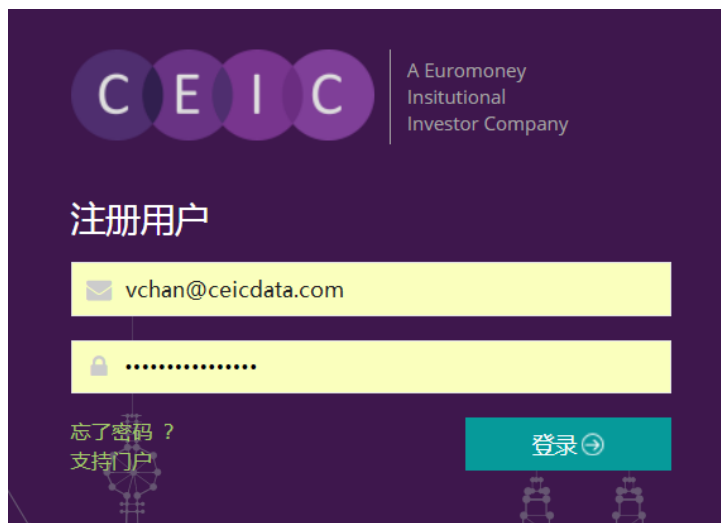 CEIC
A Euromoney
Insitutional
Investor Company
注册用户
vchan@ceicdata.com
••••••••••••••••
忘了密码 ？
支持门户
登录